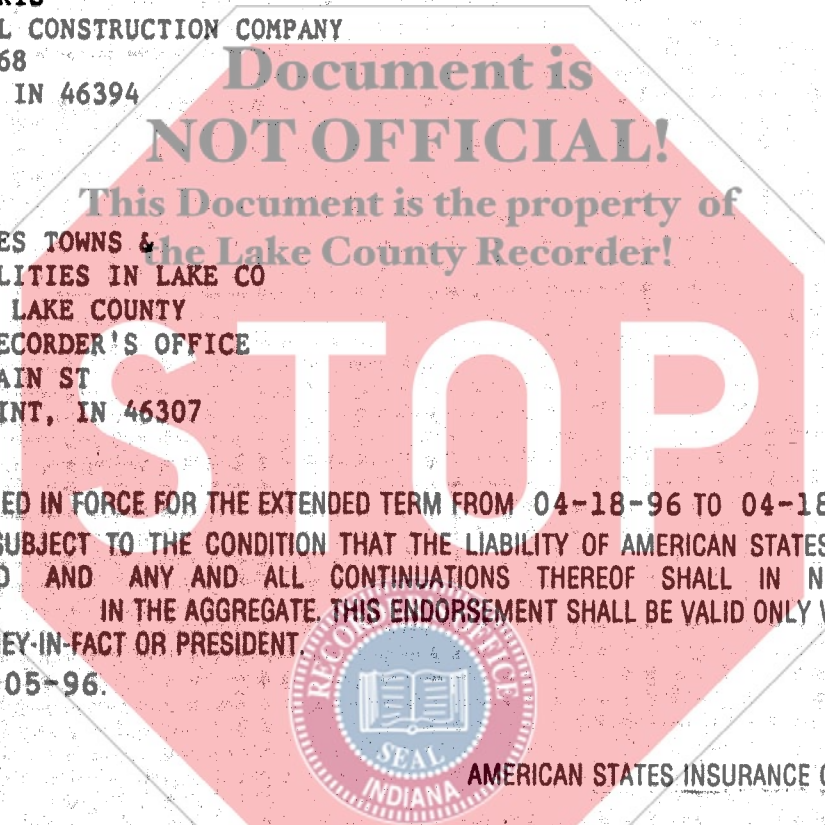 L CONSTRUCTION COMPANY
68
IN 46394
Document is
NOT OFFICIAL!
This Document is the property of
the Lake County Recorder!
ES TOWNS &
LITIES IN LAKE CO
LAKE COUNTY
ECORDER'S OFFICE
AIN ST
INT, IN 46307
STOP
ED IN FORCE FOR THE EXTENDED TERM FROM 04-18-96 TO 04-18
SUBJECT TO THE CONDITION THAT THE LIABILITY OF AMERICAN STATES
AND ANY AND ALL CONTINUATIONS THEREOF SHALL IN N
IN THE AGGREGATE. THIS ENDORSEMENT SHALL BE VALID ONLY
EY-IN-FACT OR PRESIDENT.
05-96.
SEAL
INDIANA
AMERICAN STATES INSURANCE